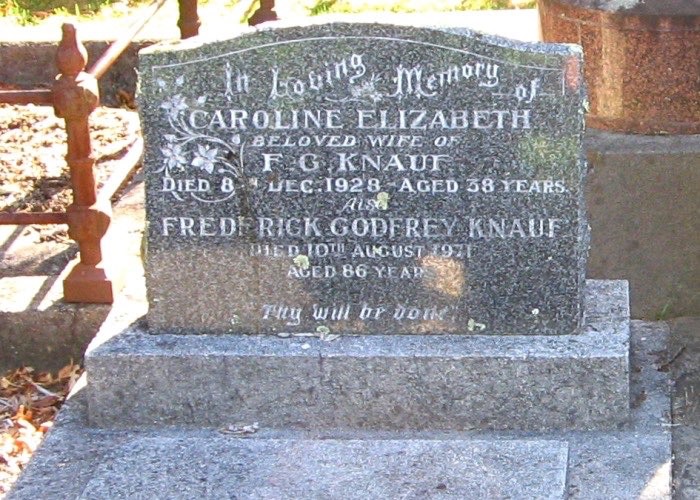 In Loving Memory of
CAROLINE ELIZABETH
BELOVED WIFE OF
F. G. KNAUF
DIED 8TH DEC. 1928 AGED 38 YEARS.
Also
FREDERICK GODFREY KNAUF
DIED 10TH AUGUST 1971
AGED 86 YEARS
"Thy will be done"